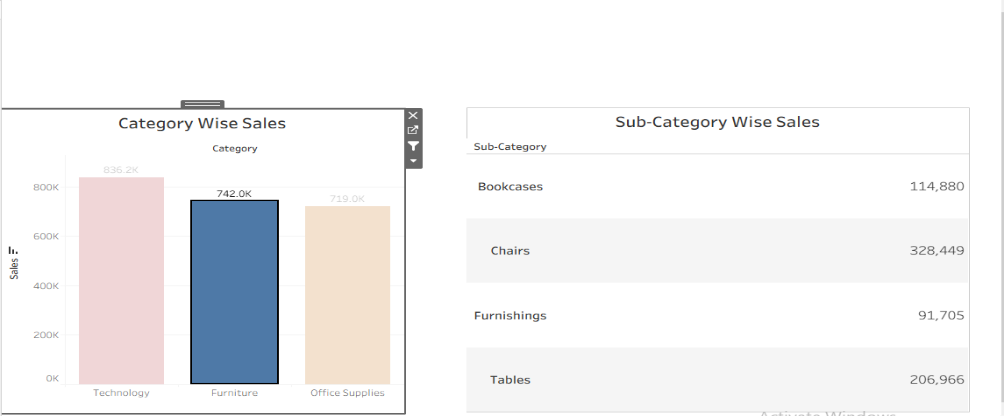 Category Wise Sales
Category
836.2K
742.0K
719.0K
800K
600K
400K
200K
0K
Sales
Technology Furniture Office Supplies
Sub-Category Wise Sales
Sub-Category
Bookcases 114,880
Chairs 328,449
Furnishings 91,705
Tables 206,966
Activate Windows